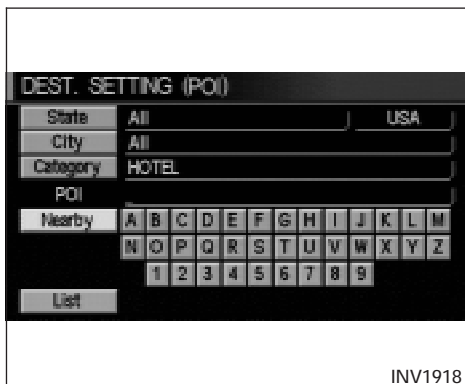 DEST. SETTING (POI)
State All USA
City All
Category HOTEL
POI _
Nearby A B C D E F G H I J K L M
N O P Q R S T U V W X Y Z
1 2 3 4 5 6 7 8 9
List
INV1918